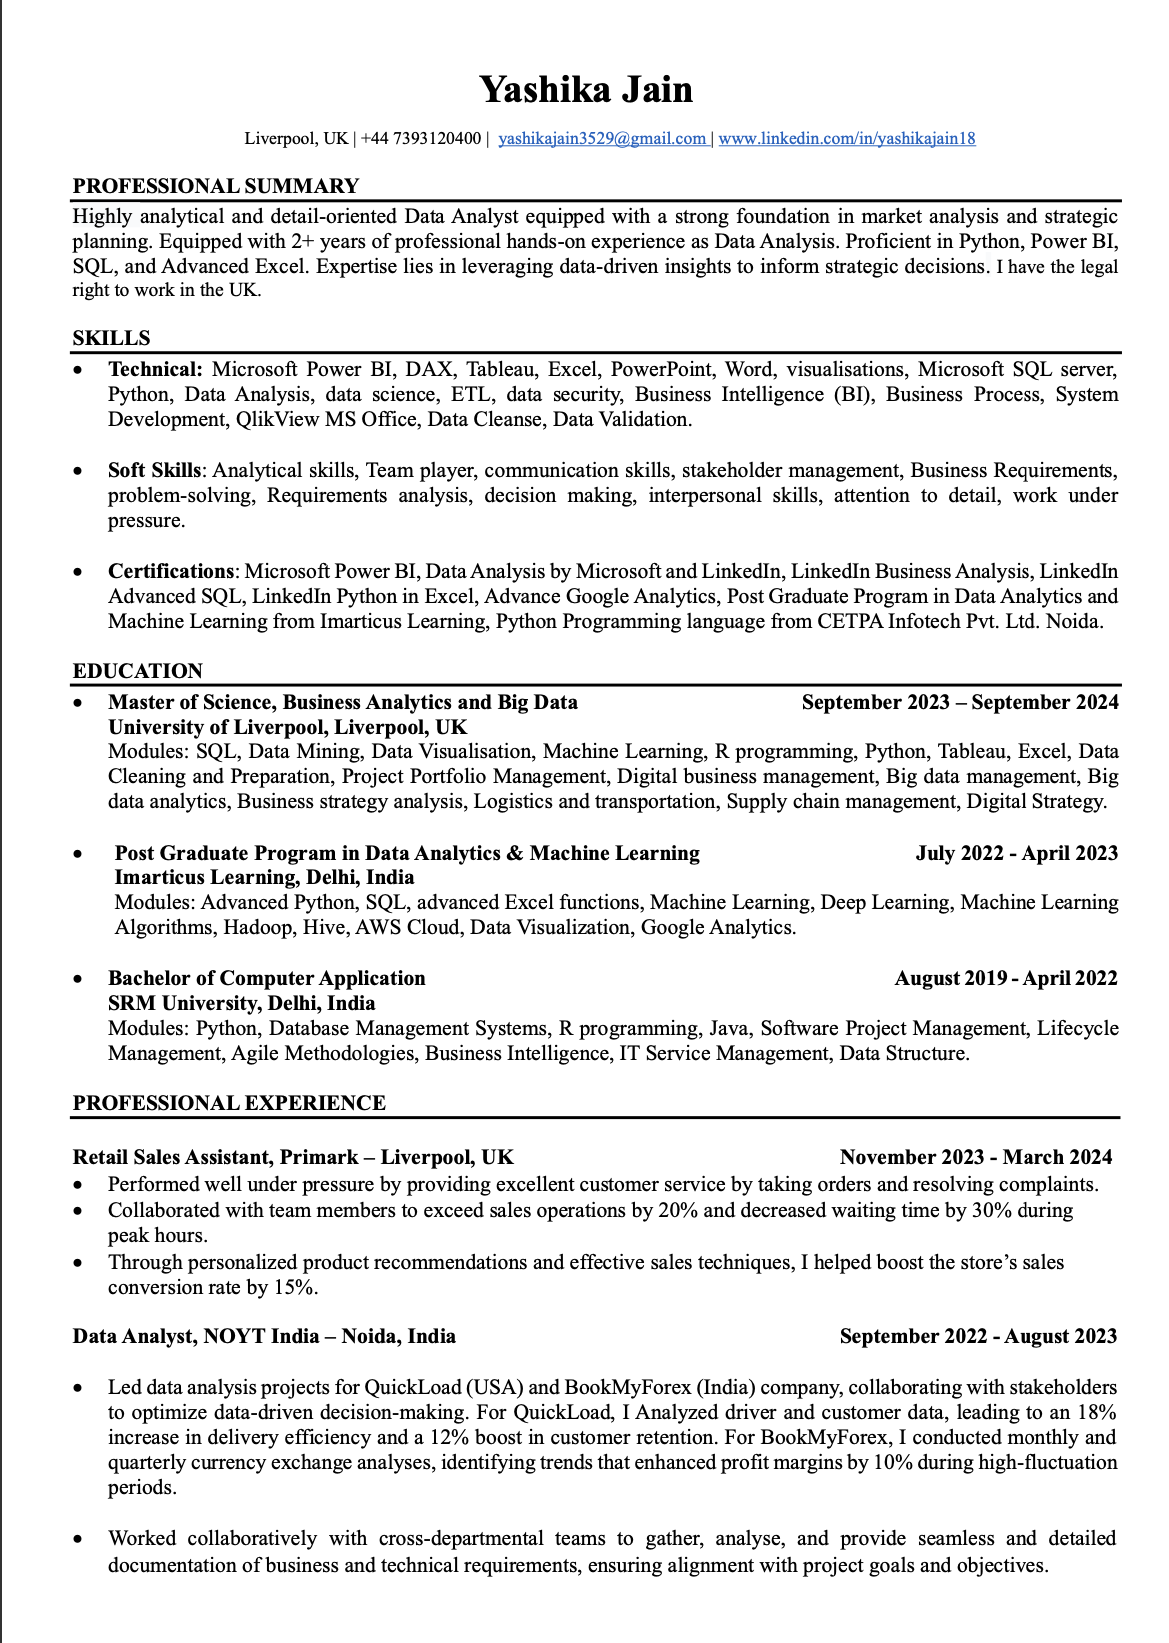 Yashika Jain
Liverpool, UK | +44 7393120400 | yashikajain3529@gmail.com | www.linkedin.com/in/yashikajain18
PROFESSIONAL SUMMARY
Highly analytical and detail-oriented Data Analyst equipped with a strong foundation in market analysis and strategic
planning. Equipped with 2+ years of professional hands-on experience as Data Analysis. Proficient in Python, Power BI,
SQL, and Advanced Excel. Expertise lies in leveraging data-driven insights to inform strategic decisions. I have the legal
right to work in the UK.
SKILLS
• Technical: Microsoft Power BI, DAX, Tableau, Excel, PowerPoint, Word, visualisations, Microsoft SQL server,
Python, Data Analysis, data science, ETL, data security, Business Intelligence (BI), Business Process, System
Development, QlikView MS Office, Data Cleanse, Data Validation.
• Soft Skills: Analytical skills, Team player, communication skills, stakeholder management, Business Requirements,
problem-solving, Requirements analysis, decision making, interpersonal skills, attention to detail, work under
pressure.
• Certifications: Microsoft Power BI, Data Analysis by Microsoft and LinkedIn, LinkedIn Business Analysis, LinkedIn
Advanced SQL, LinkedIn Python in Excel, Advance Google Analytics, Post Graduate Program in Data Analytics and
Machine Learning from Imarticus Learning, Python Programming language from CETPA Infotech Pvt. Ltd. Noida.
EDUCATION
• Master of Science, Business Analytics and Big Data September 2023 – September 2024
University of Liverpool, Liverpool, UK
Modules: SQL, Data Mining, Data Visualisation, Machine Learning, R programming, Python, Tableau, Excel, Data
Cleaning and Preparation, Project Portfolio Management, Digital business management, Big data management, Big
data analytics, Business strategy analysis, Logistics and transportation, Supply chain management, Digital Strategy.
• Post Graduate Program in Data Analytics & Machine Learning July 2022 - April 2023
Imarticus Learning, Delhi, India
Modules: Advanced Python, SQL, advanced Excel functions, Machine Learning, Deep Learning, Machine Learning
Algorithms, Hadoop, Hive, AWS Cloud, Data Visualization, Google Analytics.
• Bachelor of Computer Application August 2019 - April 2022
SRM University, Delhi, India
Modules: Python, Database Management Systems, R programming, Java, Software Project Management, Lifecycle
Management, Agile Methodologies, Business Intelligence, IT Service Management, Data Structure.
PROFESSIONAL EXPERIENCE
Retail Sales Assistant, Primark – Liverpool, UK November 2023 - March 2024
• Performed well under pressure by providing excellent customer service by taking orders and resolving complaints.
• Collaborated with team members to exceed sales operations by 20% and decreased waiting time by 30% during
peak hours.
• Through personalized product recommendations and effective sales techniques, I helped boost the store’s sales
conversion rate by 15%.
Data Analyst, NOYT India – Noida, India September 2022 - August 2023
• Led data analysis projects for QuickLoad (USA) and BookMyForex (India) company, collaborating with stakeholders
to optimize data-driven decision-making. For QuickLoad, I Analyzed driver and customer data, leading to an 18%
increase in delivery efficiency and a 12% boost in customer retention. For BookMyForex, I conducted monthly and
quarterly currency exchange analyses, identifying trends that enhanced profit margins by 10% during high-fluctuation
periods.
• Worked collaboratively with cross-departmental teams to gather, analyse, and provide seamless and detailed
documentation of business and technical requirements, ensuring alignment with project goals and objectives.